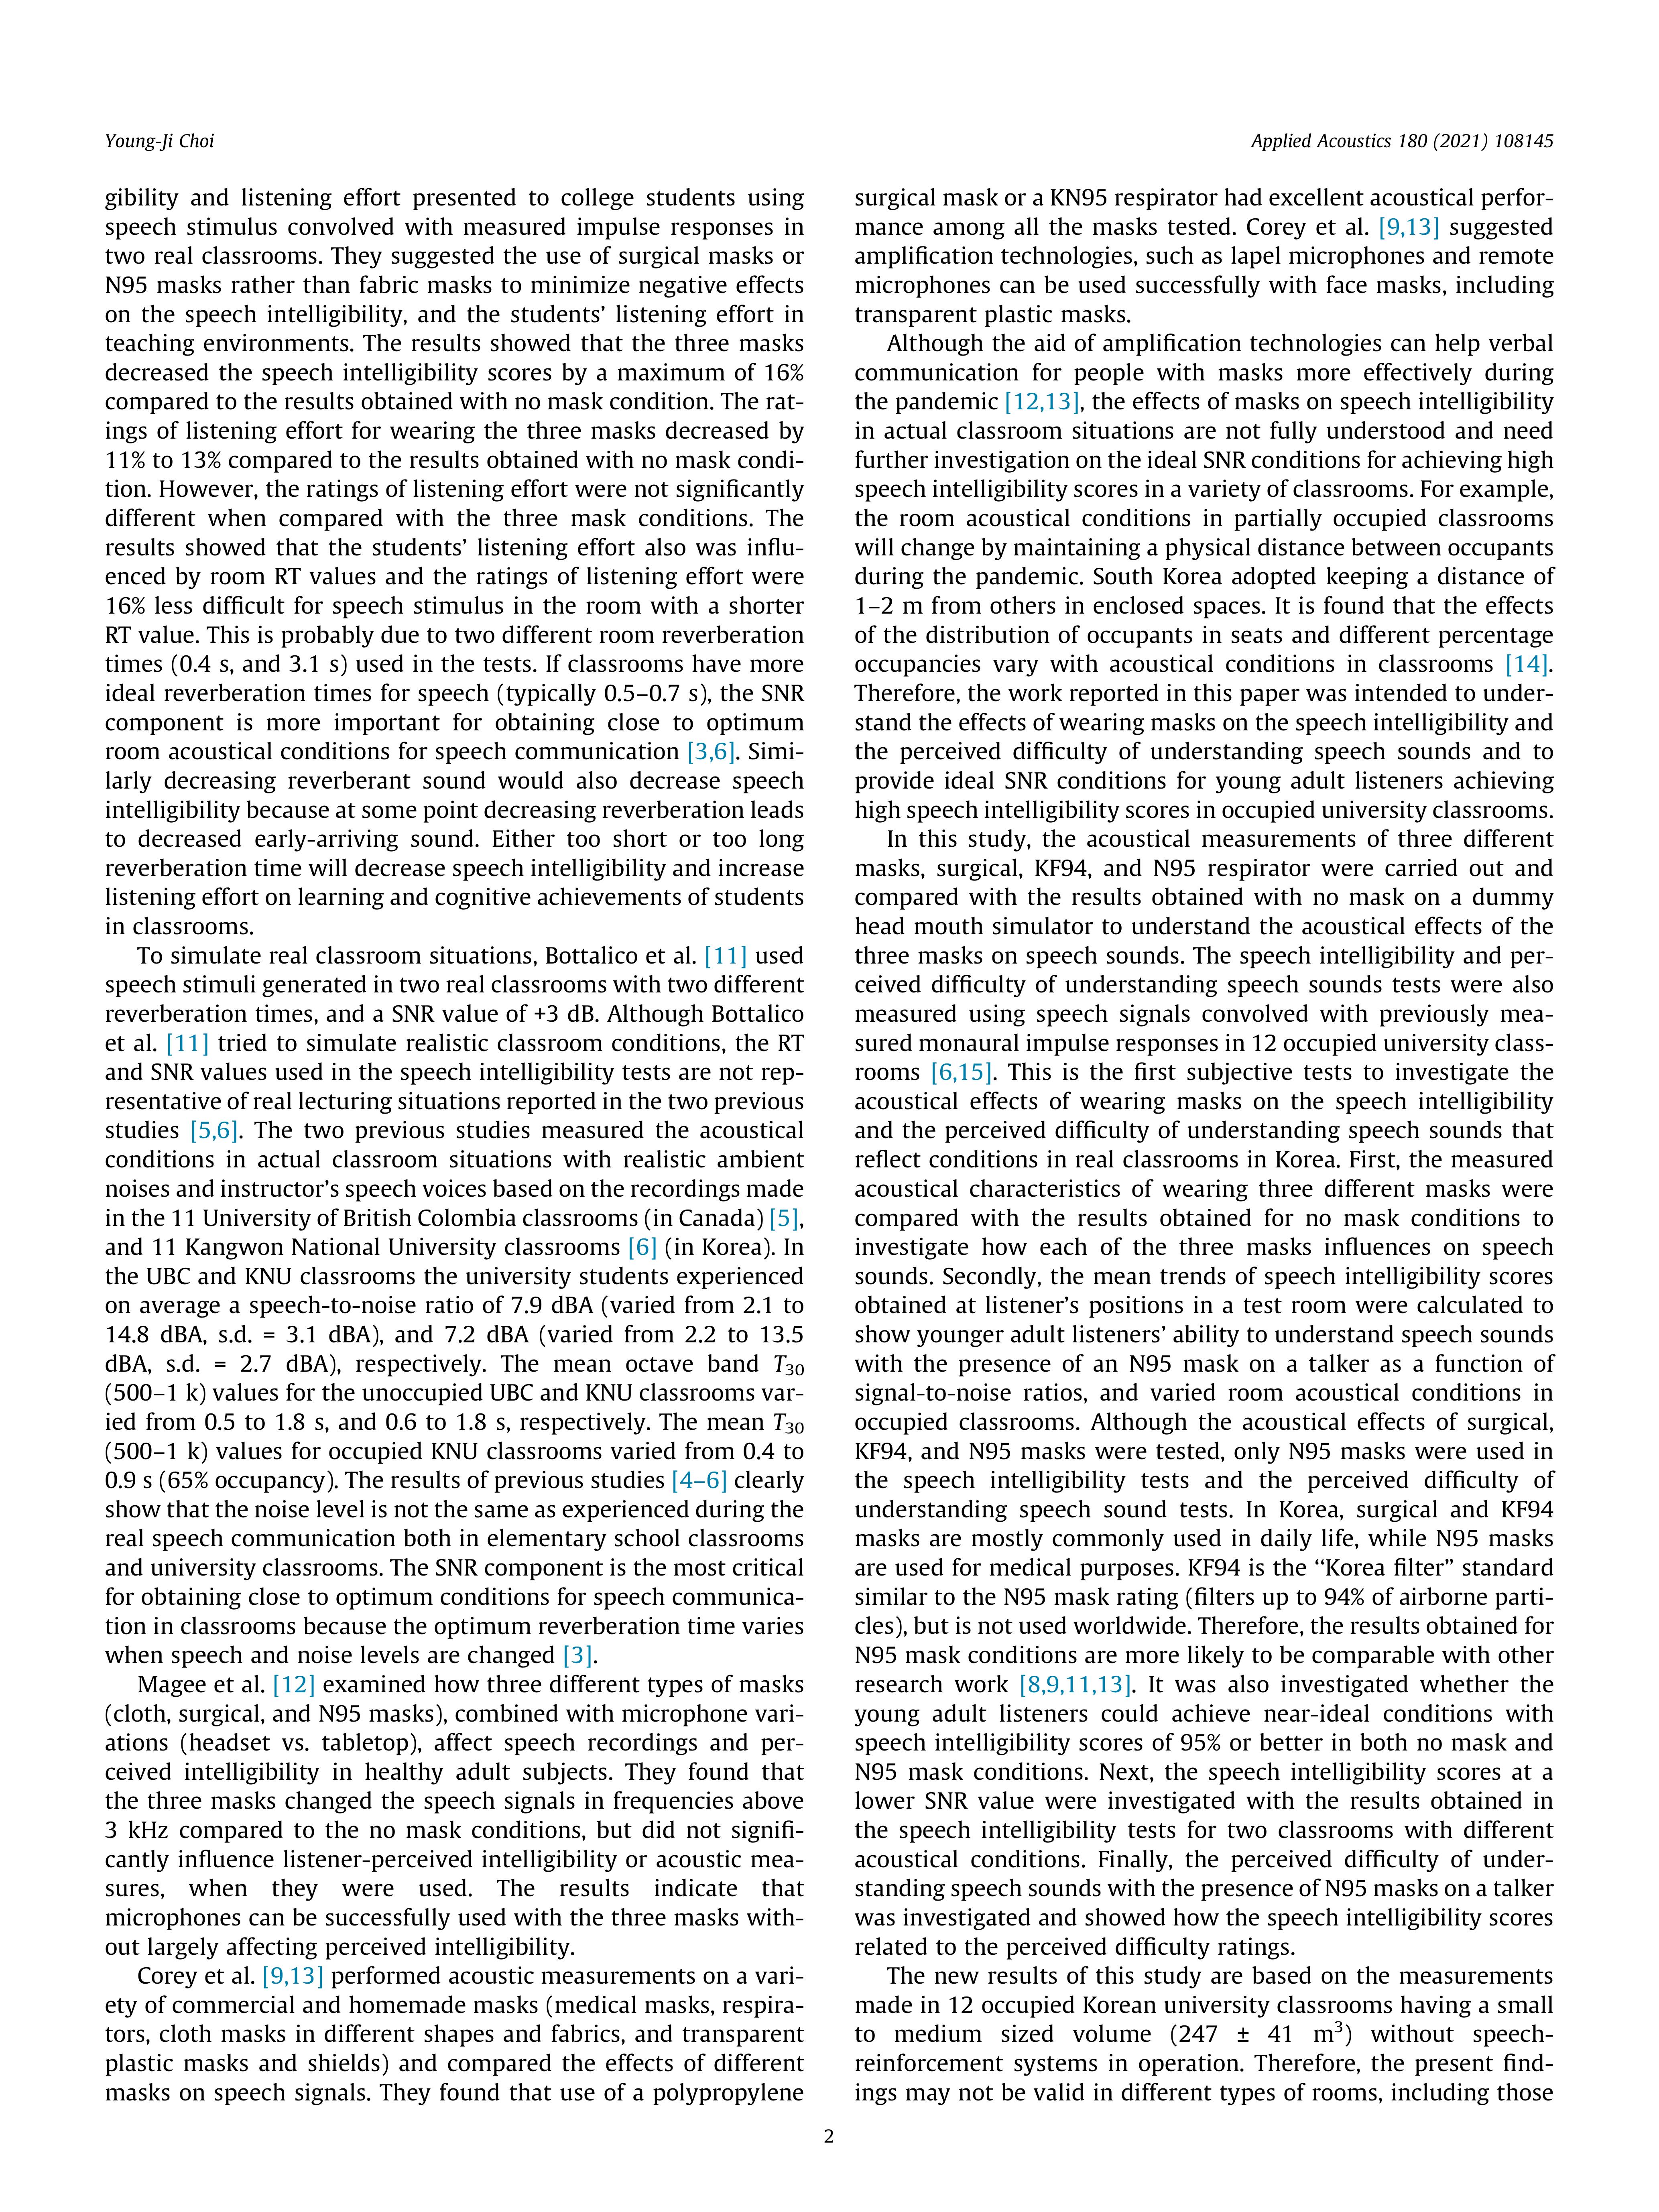 Young-Ji Choi
Applied Acoustics 180 (2021) 108145
gibility and listening effort presented to college students using
speech stimulus convolved with measured impulse responses in
two real classrooms. They suggested the use of surgical masks or
N95 masks rather than fabric masks to minimize negative effects
on the speech intelligibility, and the students’ listening effort in
teaching environments. The results showed that the three masks
decreased the speech intelligibility scores by a maximum of 16%
compared to the results obtained with no mask condition. The rat-
ings of listening effort for wearing the three masks decreased by
11% to 13% compared to the results obtained with no mask condi-
tion. However, the ratings of listening effort were not significantly
different when compared with the three mask conditions. The
results showed that the students’ listening effort also was influ-
enced by room RT values and the ratings of listening effort were
16% less difficult for speech stimulus in the room with a shorter
RT value. This is probably due to two different room reverberation
times (0.4 s, and 3.1 s) used in the tests. If classrooms have more
ideal reverberation times for speech (typically 0.5–0.7 s), the SNR
component is more important for obtaining close to optimum
room acoustical conditions for speech communication [3,6]. Simi-
larly decreasing reverberant sound would also decrease speech
intelligibility because at some point decreasing reverberation leads
to decreased early-arriving sound. Either too short or too long
reverberation time will decrease speech intelligibility and increase
listening effort on learning and cognitive achievements of students
in classrooms.
To simulate real classroom situations, Bottalico et al. [11] used
speech stimuli generated in two real classrooms with two different
reverberation times, and a SNR value of +3 dB. Although Bottalico
et al. [11] tried to simulate realistic classroom conditions, the RT
and SNR values used in the speech intelligibility tests are not rep-
resentative of real lecturing situations reported in the two previous
studies [5,6]. The two previous studies measured the acoustical
conditions in actual classroom situations with realistic ambient
noises and instructor’s speech voices based on the recordings made
in the 11 University of British Colombia classrooms (in Canada) [5],
and 11 Kangwon National University classrooms [6] (in Korea). In
the UBC and KNU classrooms the university students experienced
on average a speech-to-noise ratio of 7.9 dBA (varied from 2.1 to
14.8 dBA, s.d. = 3.1 dBA), and 7.2 dBA (varied from 2.2 to 13.5
dBA, s.d. = 2.7 dBA), respectively. The mean octave band T30
(500–1 k) values for the unoccupied UBC and KNU classrooms var-
ied from 0.5 to 1.8 s, and 0.6 to 1.8 s, respectively. The mean T30
(500–1 k) values for occupied KNU classrooms varied from 0.4 to
0.9 s (65% occupancy). The results of previous studies [4–6] clearly
show that the noise level is not the same as experienced during the
real speech communication both in elementary school classrooms
and university classrooms. The SNR component is the most critical
for obtaining close to optimum conditions for speech communica-
tion in classrooms because the optimum reverberation time varies
when speech and noise levels are changed [3].
Magee et al. [12] examined how three different types of masks
(cloth, surgical, and N95 masks), combined with microphone vari-
ations (headset vs. tabletop), affect speech recordings and per-
ceived intelligibility in healthy adult subjects. They found that
the three masks changed the speech signals in frequencies above
3 kHz compared to the no mask conditions, but did not signifi-
cantly influence listener-perceived intelligibility or acoustic mea-
sures, when they were used. The results indicate that
microphones can be successfully used with the three masks with-
out largely affecting perceived intelligibility.
Corey et al. [9,13] performed acoustic measurements on a vari-
ety of commercial and homemade masks (medical masks, respira-
tors, cloth masks in different shapes and fabrics, and transparent
plastic masks and shields) and compared the effects of different
masks on speech signals. They found that use of a polypropylene
surgical mask or a KN95 respirator had excellent acoustical perfor-
mance among all the masks tested. Corey et al. [9,13] suggested
amplification technologies, such as lapel microphones and remote
microphones can be used successfully with face masks, including
transparent plastic masks.
Although the aid of amplification technologies can help verbal
communication for people with masks more effectively during
the pandemic [12,13], the effects of masks on speech intelligibility
in actual classroom situations are not fully understood and need
further investigation on the ideal SNR conditions for achieving high
speech intelligibility scores in a variety of classrooms. For example,
the room acoustical conditions in partially occupied classrooms
will change by maintaining a physical distance between occupants
during the pandemic. South Korea adopted keeping a distance of
1–2 m from others in enclosed spaces. It is found that the effects
of the distribution of occupants in seats and different percentage
occupancies vary with acoustical conditions in classrooms [14].
Therefore, the work reported in this paper was intended to under-
stand the effects of wearing masks on the speech intelligibility and
the perceived difficulty of understanding speech sounds and to
provide ideal SNR conditions for young adult listeners achieving
high speech intelligibility scores in occupied university classrooms.
In this study, the acoustical measurements of three different
masks, surgical, KF94, and N95 respirator were carried out and
compared with the results obtained with no mask on a dummy
head mouth simulator to understand the acoustical effects of the
three masks on speech sounds. The speech intelligibility and per-
ceived difficulty of understanding speech sounds tests were also
measured using speech signals convolved with previously mea-
sured monaural impulse responses in 12 occupied university class-
rooms [6,15]. This is the first subjective tests to investigate the
acoustical effects of wearing masks on the speech intelligibility
and the perceived difficulty of understanding speech sounds that
reflect conditions in real classrooms in Korea. First, the measured
acoustical characteristics of wearing three different masks were
compared with the results obtained for no mask conditions to
investigate how each of the three masks influences on speech
sounds. Secondly, the mean trends of speech intelligibility scores
obtained at listener’s positions in a test room were calculated to
show younger adult listeners’ ability to understand speech sounds
with the presence of an N95 mask on a talker as a function of
signal-to-noise ratios, and varied room acoustical conditions in
occupied classrooms. Although the acoustical effects of surgical,
KF94, and N95 masks were tested, only N95 masks were used in
the speech intelligibility tests and the perceived difficulty of
understanding speech sound tests. In Korea, surgical and KF94
masks are mostly commonly used in daily life, while N95 masks
are used for medical purposes. KF94 is the ‘‘Korea filter” standard
similar to the N95 mask rating (filters up to 94% of airborne parti-
cles), but is not used worldwide. Therefore, the results obtained for
N95 mask conditions are more likely to be comparable with other
research work [8,9,11,13]. It was also investigated whether the
young adult listeners could achieve near-ideal conditions with
speech intelligibility scores of 95% or better in both no mask and
N95 mask conditions. Next, the speech intelligibility scores at a
lower SNR value were investigated with the results obtained in
the speech intelligibility tests for two classrooms with different
acoustical conditions. Finally, the perceived difficulty of under-
standing speech sounds with the presence of N95 masks on a talker
was investigated and showed how the speech intelligibility scores
related to the perceived difficulty ratings.
The new results of this study are based on the measurements
made in 12 occupied Korean university classrooms having a small
to medium sized volume (247 ± 41 m³) without speech-
reinforcement systems in operation. Therefore, the present find-
ings may not be valid in different types of rooms, including those
2